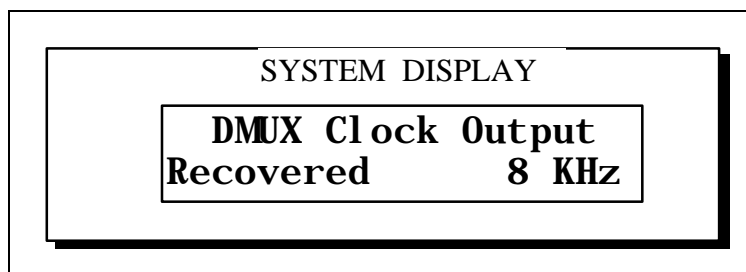 SYSTEM DISPLAY
DMUX Clock Output
Recovered 8 KHz